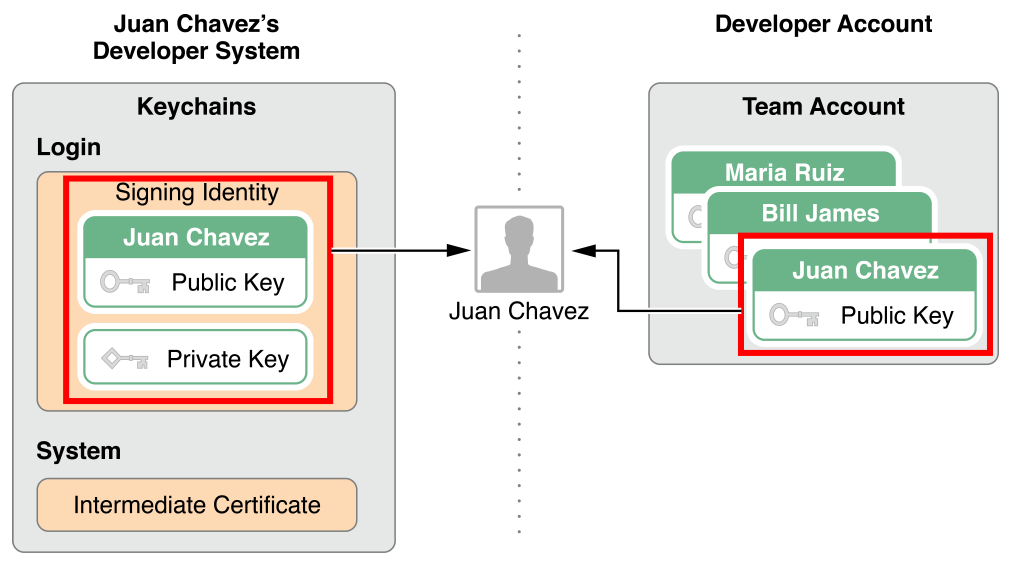 Juan Chavez’s
Developer System
Keychains
Login
Signing Identity
Juan Chavez
Public Key
Private Key
System
Intermediate Certificate
Juan Chavez
Developer Account
Team Account
Maria Ruiz
Bill James
Juan Chavez
Public Key